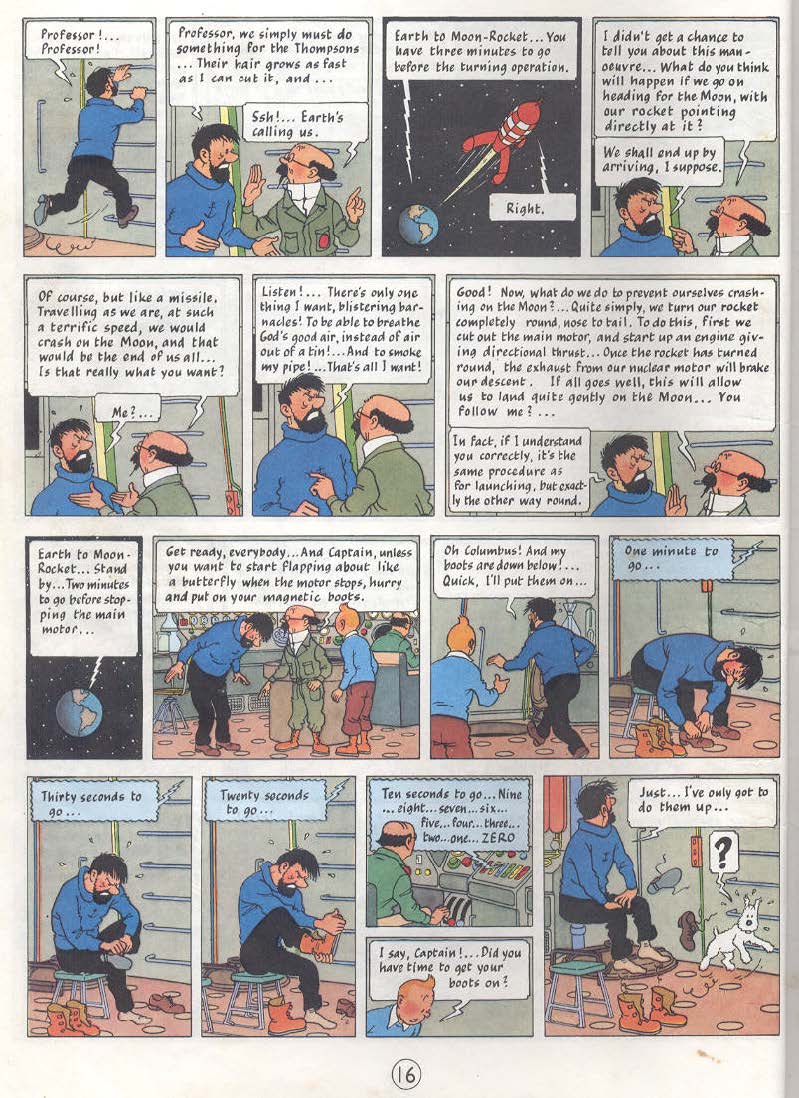 Professor!...
Professor!
Professor, we simply must do
something for the Thompsons
... Their hair grows as fast
as I can cut it, and ...
Ssh!... Earth's
calling us.
Earth to Moon-Rocket... You
have three minutes to go
before the turning operation.
Right.
I didn't get a chance to
tell you about this man-
oeuvre... What do you think
will happen if we go on
heading for the Moon, with
our rocket pointing
directly at it?
We shall end up by
arriving, I suppose.
Of course, but like a missile.
Travelling as we are, at such
a terrific speed, we would
crash on the Moon, and that
would be the end of us all...
Is that really what you want?
Me?...
Listen!... There's only one
thing I want, blistering bar-
nacles! To be able to breathe
God's good air, instead of air
out of a tin!...And to smoke
my pipe!...That's all I want!
Good! Now, what do we do to prevent ourselves crash-
ing on the Moon?...Quite simply, we turn our rocket
completely round, nose to tail. To do this, first we
cut out the main motor, and start up an engine giv-
ing directional thrust... Once the rocket has turned
round, the exhaust from our nuclear motor will brake
our descent. If all goes well, this will allow
us to land quite gently on the Moon... You
follow me?...
In fact, if I understand
you correctly, it's the
same procedure as
for launching, but exact-
ly the other way round.
Earth to Moon-
Rocket... Stand
by...Two minutes
to go before stop-
ping the main
motor...
Get ready, everybody...And Captain, unless
you want to start flapping about like
a butterfly when the motor stops, hurry
and put on your magnetic boots.
Oh Columbus! And my
boots are down below!...
Quick, I'll put them on...
One minute to
go...
Thirty seconds to
go...
Twenty seconds
to go...
Ten seconds to go... Nine
...eight...seven...six...
five...four...three...
two...one... ZERO
I say, Captain!...Did you
have time to get your
boots on?
Just... I've only got to
do them up...
?
16